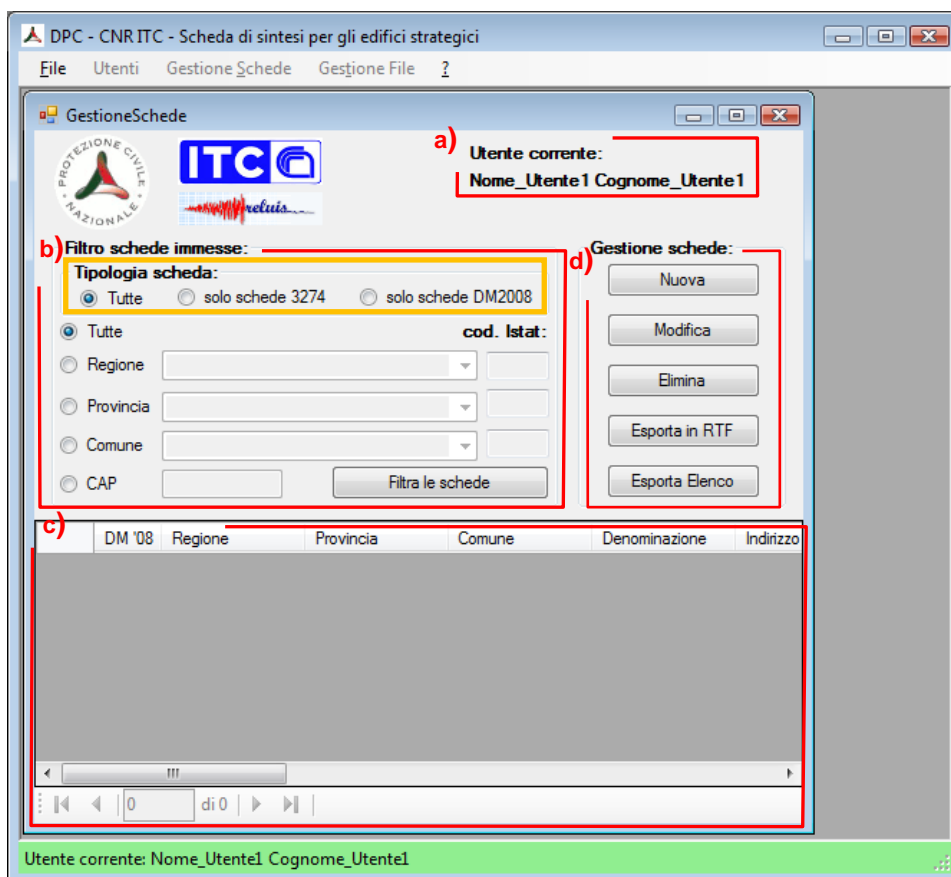 DPC - CNR ITC - Scheda di sintesi per gli edifici strategici
File Utenti Gestione Schede Gestione File ?
GestioneSchede
PROTEZIONE CIVILE NAZIONALE
ITC
reluis
a)
Utente corrente:
Nome_Utente1 Cognome_Utente1
b) Filtro schede immesse:
Tipologia scheda:
Tutte solo schede 3274 solo schede DM2008
Tutte cod. Istat:
Regione
Provincia
Comune
CAP Filtra le schede
d) Gestione schede:
Nuova
Modifica
Elimina
Esporta in RTF
Esporta Elenco
c)
DM '08 Regione Provincia Comune Denominazione Indirizzo
0 di 0
Utente corrente: Nome_Utente1 Cognome_Utente1